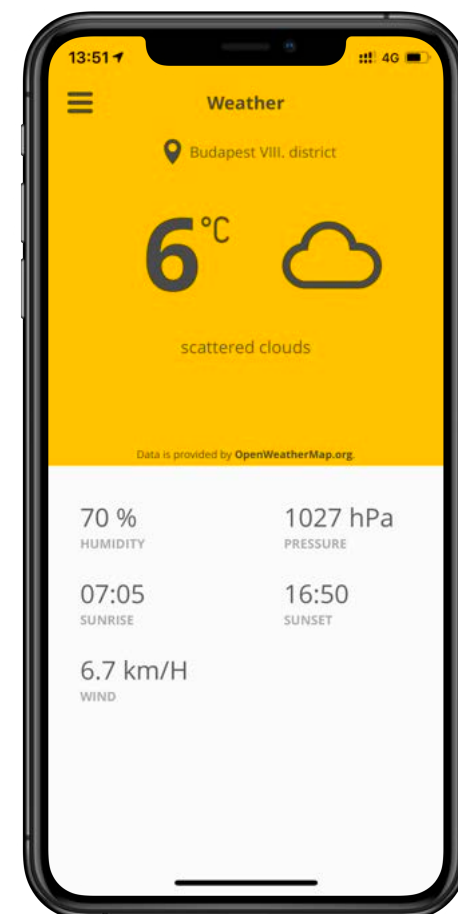 13:51 4G
Weather
Budapest VIII. district
6°C
scattered clouds
Data is provided by OpenWeatherMap.org.
70 % 1027 hPa
HUMIDITY PRESSURE
07:05 16:50
SUNRISE SUNSET
6.7 km/H
WIND